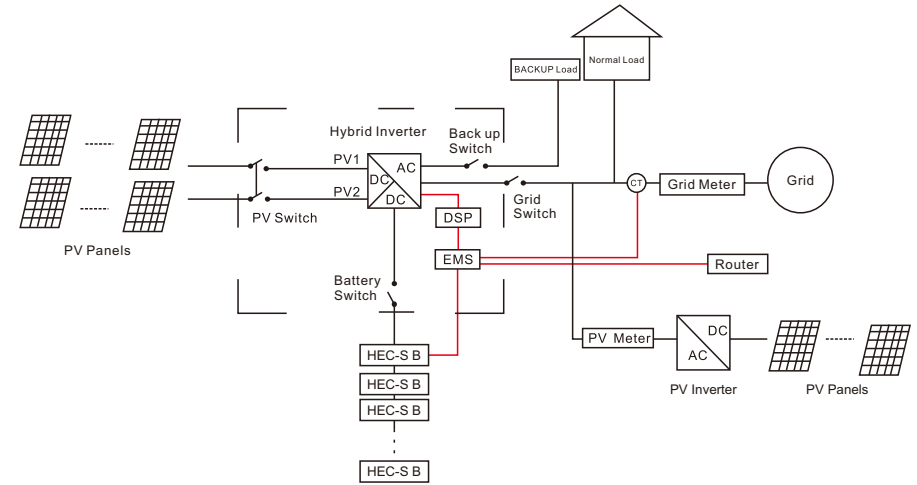 Normal Load
BACKUP Load
Hybrid Inverter
Back up
Switch
PV1
AC
DC
DC
PV2
PV Switch
Grid
Switch
CT
Grid Meter
Grid
PV Panels
DSP
EMS
Router
Battery
Switch
PV Meter
DC
AC
HEC-S B
HEC-S B
HEC-S B
HEC-S B
PV Inverter
PV Panels